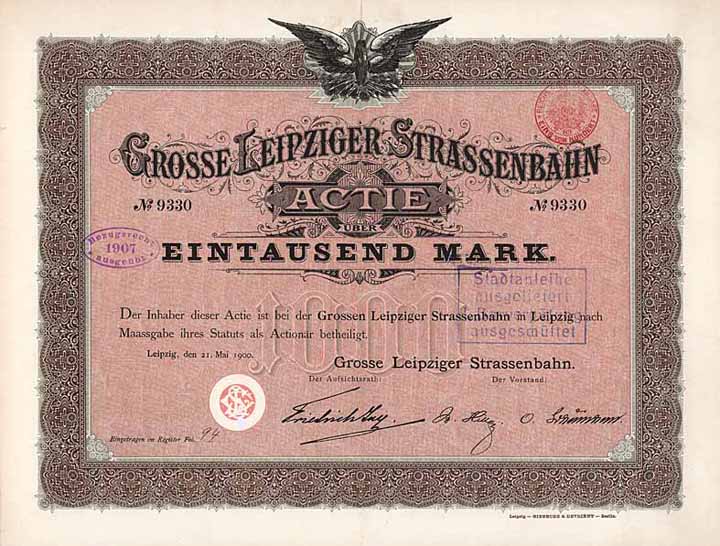 GROSSE LEIPZIGER STRASSENBAHN
ACTIE
№ 9330 № 9330
ÜBER
EINTAUSEND MARK.
Bezugsrecht
1907
ausgeübt.
Stadtanleihe
ausgeliefert
ausgeschüttet
1000
Der Inhaber dieser Actie ist bei der Grossen Leipziger Strassenbahn in Leipzig nach
Maassgabe ihres Statuts als Actionär betheiligt.
Leipzig, den 21. Mai 1900.
Grosse Leipziger Strassenbahn.
Der Aufsichtsrath: Der Vorstand:
Eingetragen im Register Fol. 94
Leipzig — GIESECKE & DEVRIENT — Berlin.